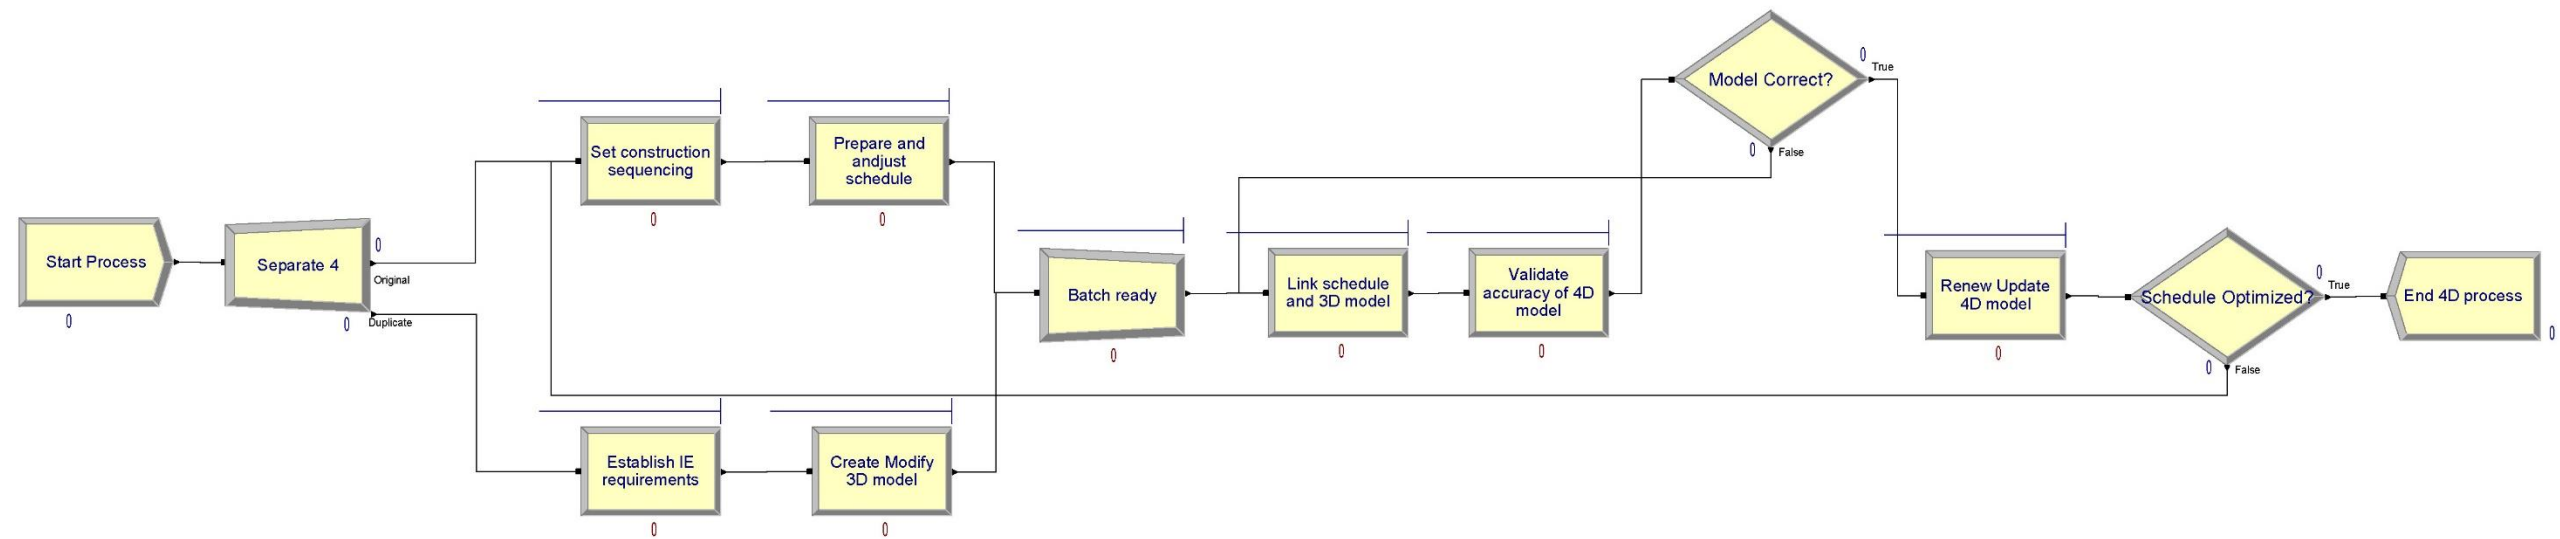 Start Process
0
Separate 4
0
Original
0
Duplicate
Set construction
sequencing
0
Prepare and
andjust
schedule
0
Establish IE
requirements
0
Create Modify
3D model
0
Batch ready
0
Link schedule
and 3D model
0
Validate
accuracy of 4D
model
0
Model Correct?
0
True
0
False
Renew Update
4D model
0
Schedule Optimized?
0
True
0
False
End 4D process
0